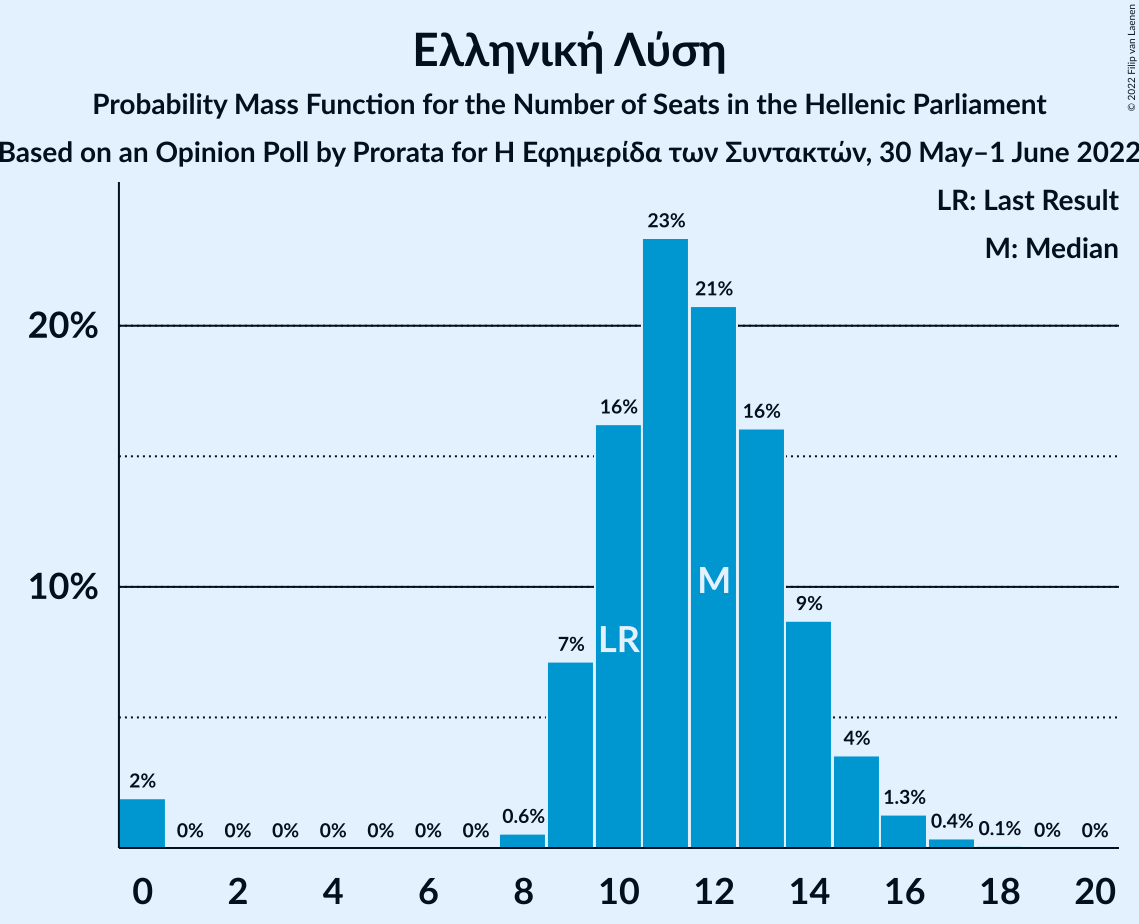 Ελληνική Λύση
Probability Mass Function for the Number of Seats in the Hellenic Parliament
Based on an Opinion Poll by Prorata for Η Εφημερίδα των Συντακτών, 30 May–1 June 2022
© 2022 Filip van Laenen
LR: Last Result
M: Median
20%
10%
2%
0%
0%
0%
0%
0%
0%
0%
0.6%
7%
16%
23%
21%
16%
9%
4%
1.3%
0.4%
0.1%
0%
0%
LR
M
0 2 4 6 8 10 12 14 16 18 20